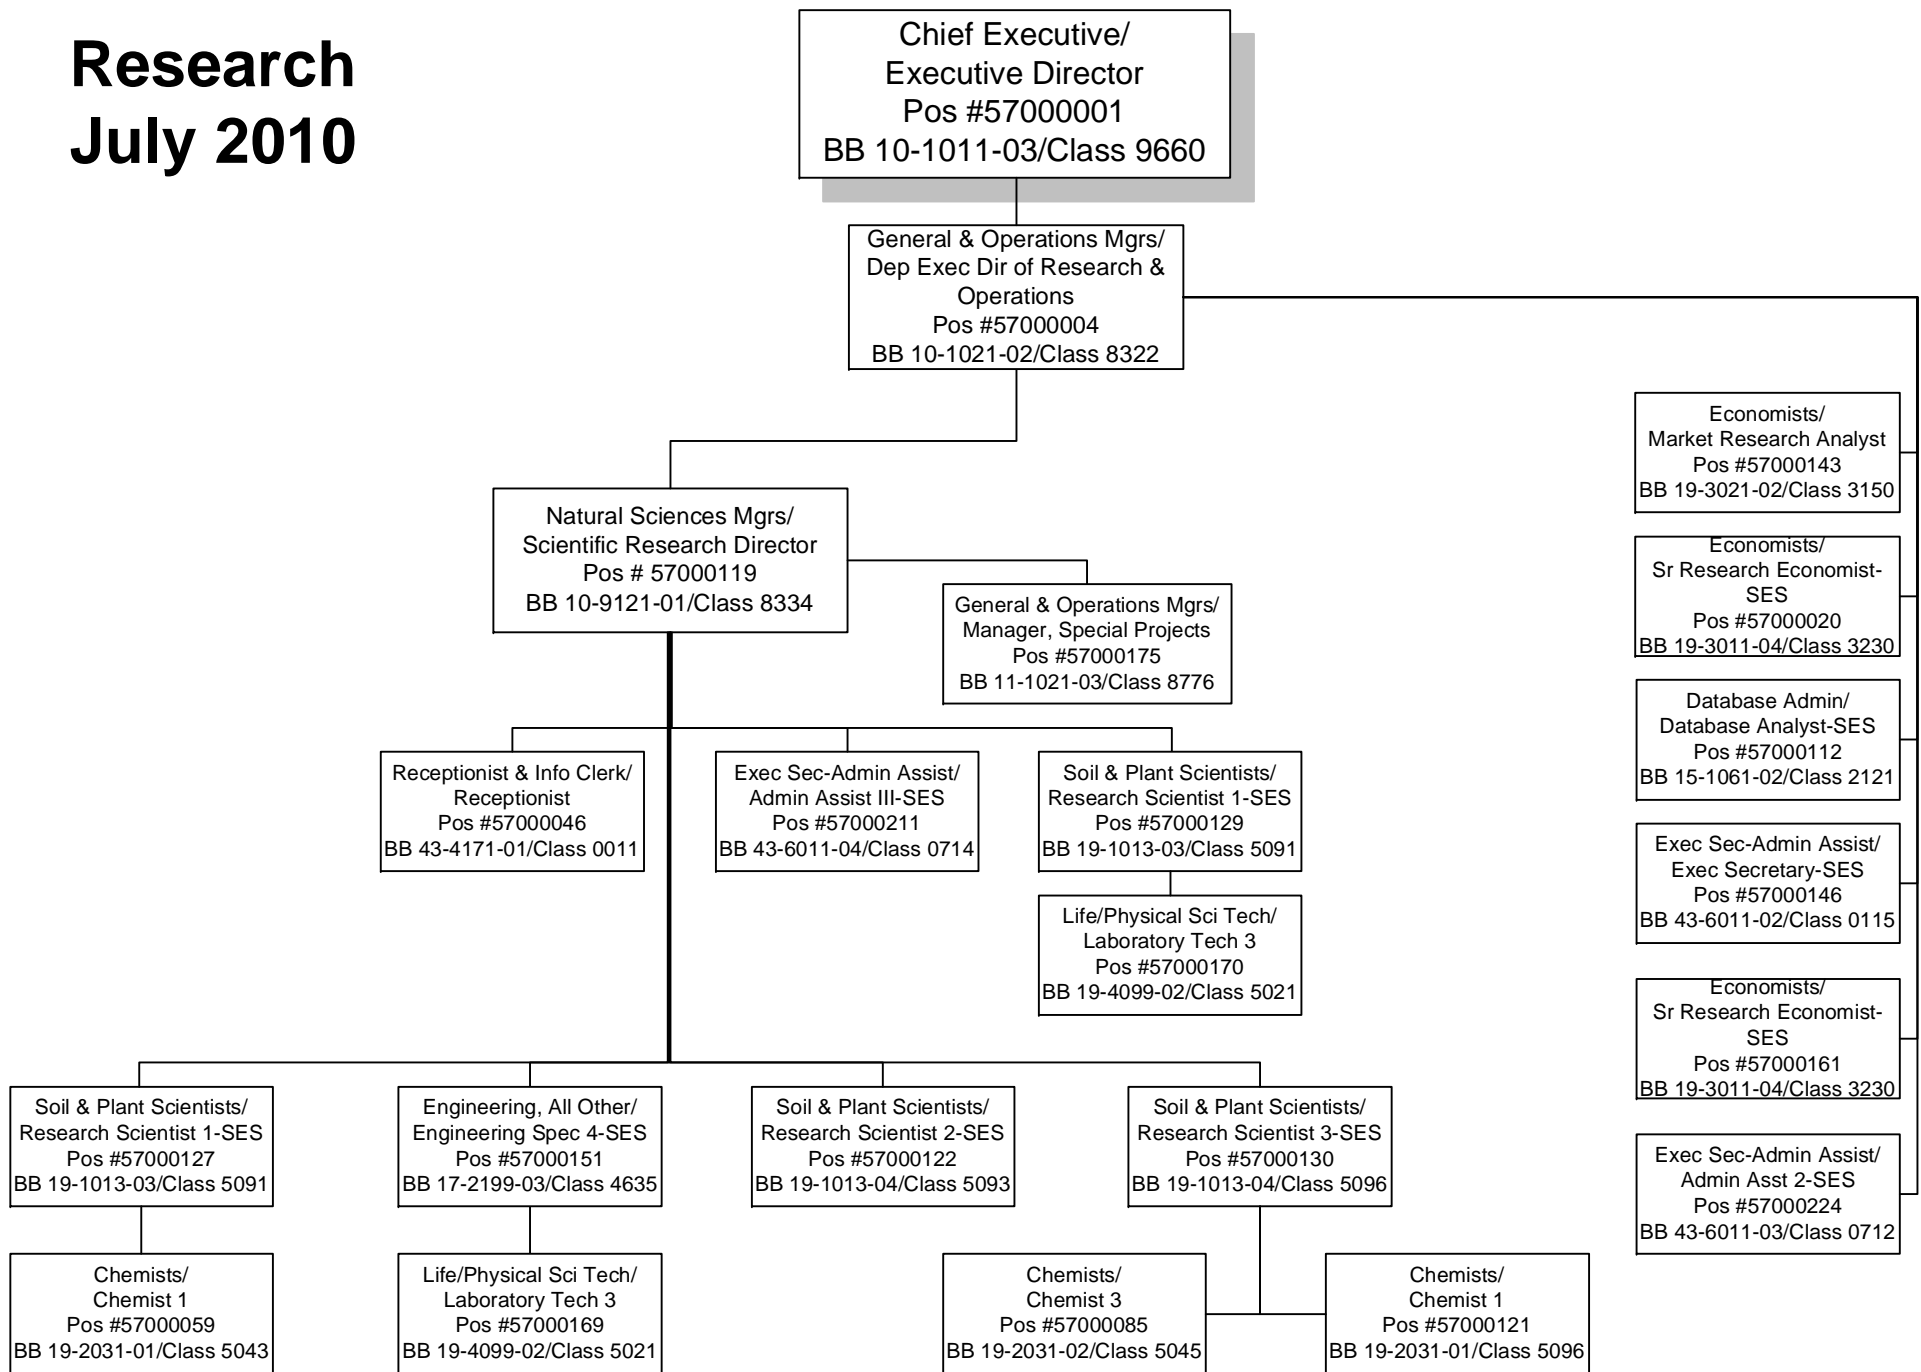 Research
July 2010
Chief Executive/
Executive Director
Pos #57000001
BB 10-1011-03/Class 9660
General & Operations Mgrs/
Dep Exec Dir of Research &
Operations
Pos #57000004
BB 10-1021-02/Class 8322
Economists/
Market Research Analyst
Pos #57000143
BB 19-3021-02/Class 3150
Economists/
Sr Research Economist-
SES
Pos #57000020
BB 19-3011-04/Class 3230
Database Admin/
Database Analyst-SES
Pos #57000112
BB 15-1061-02/Class 2121
Exec Sec-Admin Assist/
Exec Secretary-SES
Pos #57000146
BB 43-6011-02/Class 0115
Economists/
Sr Research Economist-
SES
Pos #57000161
BB 19-3011-04/Class 3230
Exec Sec-Admin Assist/
Admin Asst 2-SES
Pos #57000224
BB 43-6011-03/Class 0712
Natural Sciences Mgrs/
Scientific Research Director
Pos # 57000119
BB 10-9121-01/Class 8334
General & Operations Mgrs/
Manager, Special Projects
Pos #57000175
BB 11-1021-03/Class 8776
Receptionist & Info Clerk/
Receptionist
Pos #57000046
BB 43-4171-01/Class 0011
Exec Sec-Admin Assist/
Admin Assist III-SES
Pos #57000211
BB 43-6011-04/Class 0714
Soil & Plant Scientists/
Research Scientist 1-SES
Pos #57000129
BB 19-1013-03/Class 5091
Life/Physical Sci Tech/
Laboratory Tech 3
Pos #57000170
BB 19-4099-02/Class 5021
Soil & Plant Scientists/
Research Scientist 1-SES
Pos #57000127
BB 19-1013-03/Class 5091
Engineering, All Other/
Engineering Spec 4-SES
Pos #57000151
BB 17-2199-03/Class 4635
Soil & Plant Scientists/
Research Scientist 2-SES
Pos #57000122
BB 19-1013-04/Class 5093
Soil & Plant Scientists/
Research Scientist 3-SES
Pos #57000130
BB 19-1013-04/Class 5096
Chemists/
Chemist 1
Pos #57000059
BB 19-2031-01/Class 5043
Life/Physical Sci Tech/
Laboratory Tech 3
Pos #57000169
BB 19-4099-02/Class 5021
Chemists/
Chemist 3
Pos #57000085
BB 19-2031-02/Class 5045
Chemists/
Chemist 1
Pos #57000121
BB 19-2031-01/Class 5096